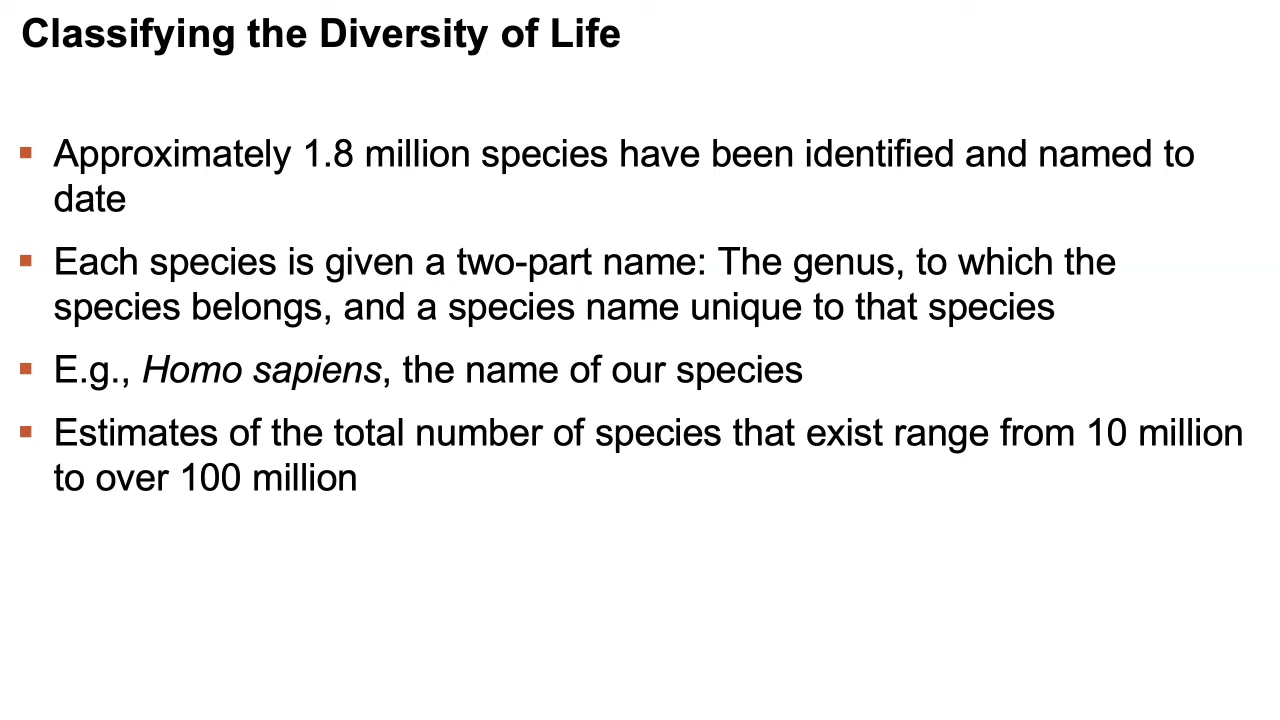 Classifying the Diversity of Life
▪ Approximately 1.8 million species have been identified and named to
date
▪ Each species is given a two-part name: The genus, to which the
species belongs, and a species name unique to that species
▪ E.g., Homo sapiens, the name of our species
▪ Estimates of the total number of species that exist range from 10 million
to over 100 million